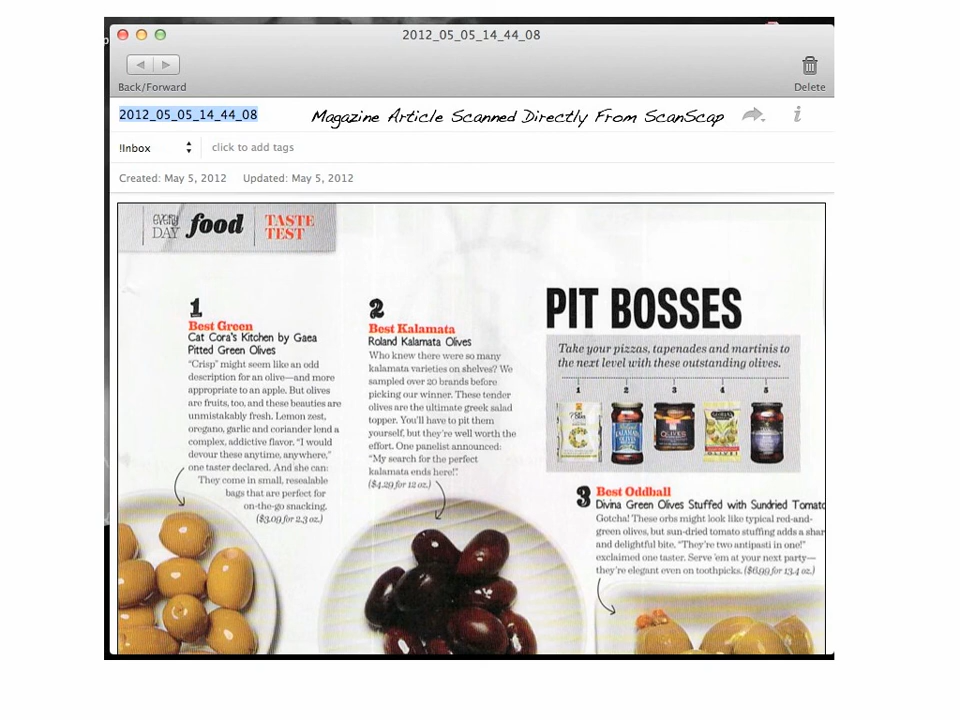 2012_05_05_14_44_08
Back/Forward
Delete
2012_05_05_14_44_08
Magazine Article Scanned Directly From ScanScap
!Inbox
click to add tags
Created: May 5, 2012 Updated: May 5, 2012
every DAY food TASTE TEST
1
Best Green
Cat Cora's Kitchen by Gaea
Pitted Green Olives
"Crisp" might seem like an odd
description for an olive—and more
appropriate to an apple. But olives
are fruits, too, and these beauties are
unmistakably fresh. Lemon zest,
oregano, garlic and coriander lend a
complex, addictive flavor. "I would
devour these anytime, anywhere,"
one taster declared. And she can:
They come in small, resealable
bags that are perfect for
on-the-go snacking.
($3.09 for 2.3 oz.)
2
Best Kalamata
Roland Kalamata Olives
Who knew there were so many
kalamata varieties on shelves? We
sampled over 20 brands before
picking our winner. These tender
olives are the ultimate greek salad
topper. You'll have to pit them
yourself, but they're well worth the
effort. One panelist announced:
"My search for the perfect
kalamata ends here!"
($4.29 for 12 oz.)
PIT BOSSES
Take your pizzas, tapenades and martinis to
the next level with these outstanding olives.
1 2 3 4 5
KALAMATA OLIVES
OLIVES
3 Best Oddball
Divina Green Olives Stuffed with Sundried Tomato
Gotcha! These orbs might look like typical red-and-
green olives, but sun-dried tomato stuffing adds a shar
and delightful bite. "They're two antipasti in one!"
exclaimed one taster. Serve 'em at your next party—
they're elegant even on toothpicks. ($6.99 for 13.4 oz.)